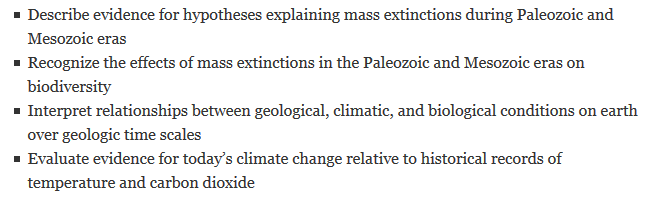 ▪ Describe evidence for hypotheses explaining mass extinctions during Paleozoic and
Mesozoic eras
▪ Recognize the effects of mass extinctions in the Paleozoic and Mesozoic eras on
biodiversity
▪ Interpret relationships between geological, climatic, and biological conditions on earth
over geologic time scales
▪ Evaluate evidence for today’s climate change relative to historical records of
temperature and carbon dioxide